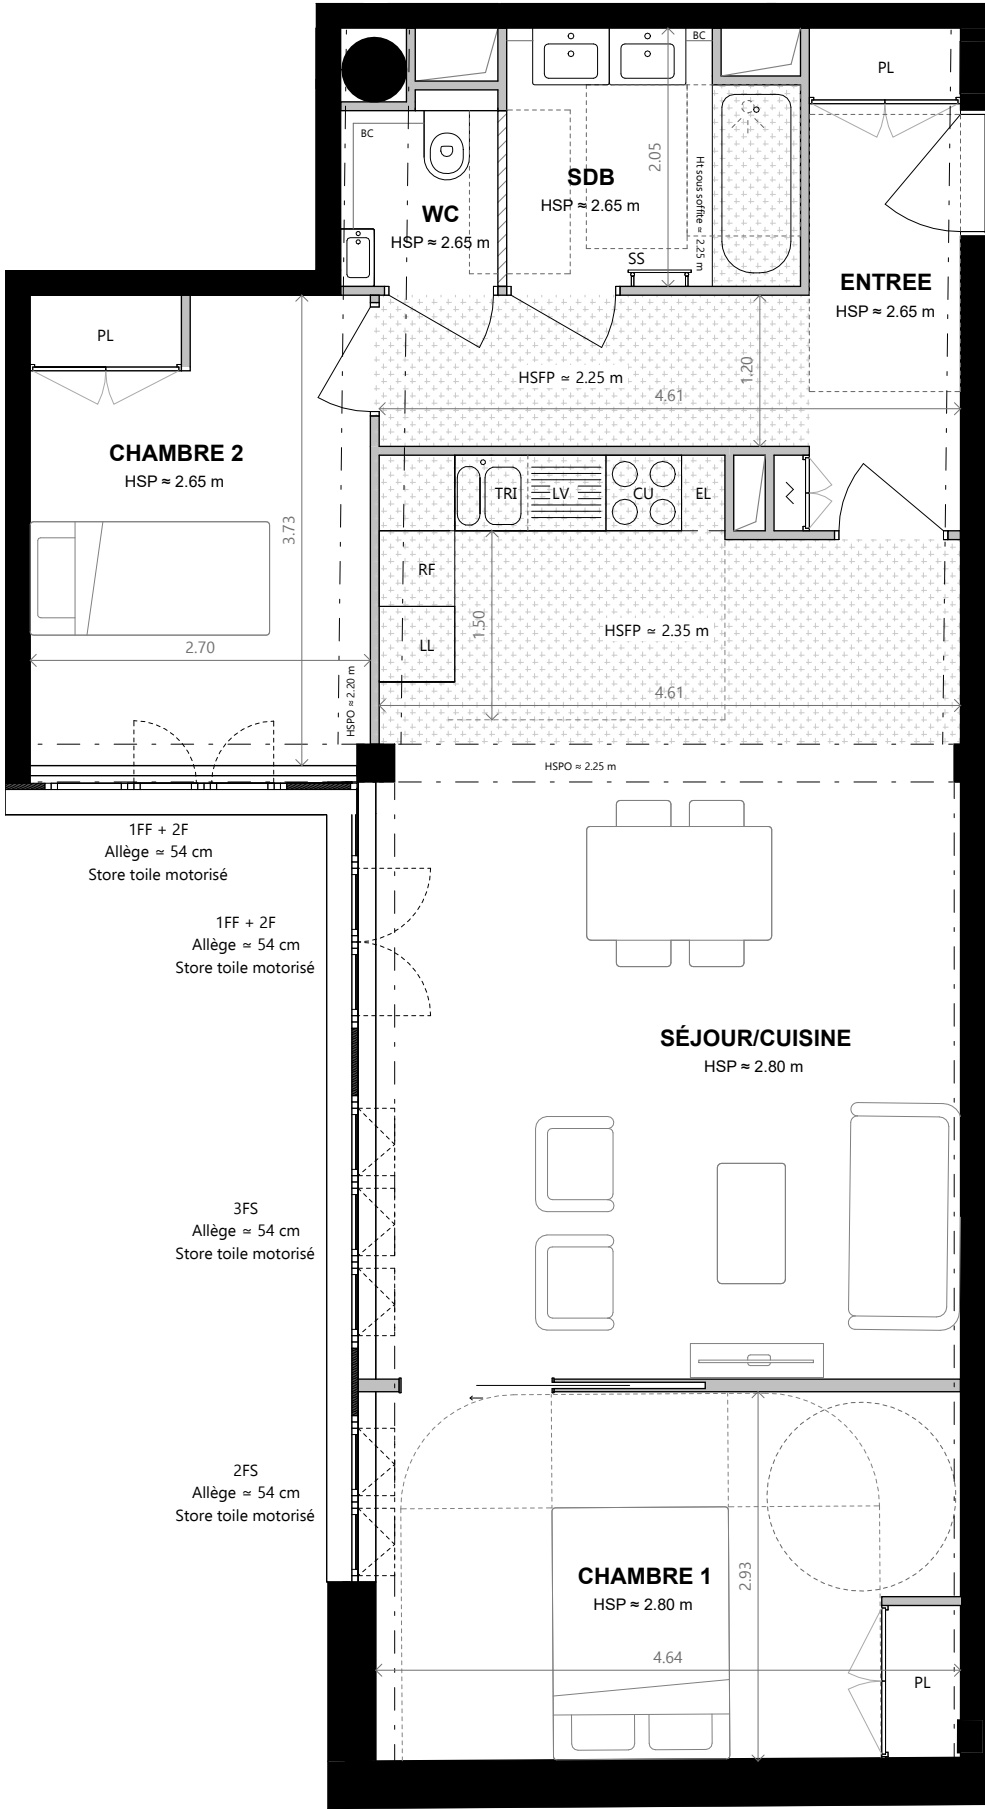 BC
PL
BC
2.05
SDB
HSP ≈ 2.65 m
Ht sous soffite ≃ 2.25 m
WC
HSP ≈ 2.65 m
SS
ENTREE
HSP ≈ 2.65 m
PL
HSFP ≃ 2.25 m
1.20
4.61
CHAMBRE 2
HSP ≈ 2.65 m
3.73
TRI
LV
CU
EL
RF
LL
1.50
HSFP ≃ 2.35 m
2.70
HSPO ≃ 2.20 m
4.61
HSPO ≃ 2.25 m
1FF + 2F
Allège ≃ 54 cm
Store toile motorisé
1FF + 2F
Allège ≃ 54 cm
Store toile motorisé
SÉJOUR/CUISINE
HSP ≈ 2.80 m
3FS
Allège ≃ 54 cm
Store toile motorisé
2FS
Allège ≃ 54 cm
Store toile motorisé
CHAMBRE 1
HSP ≈ 2.80 m
2.93
4.64
PL